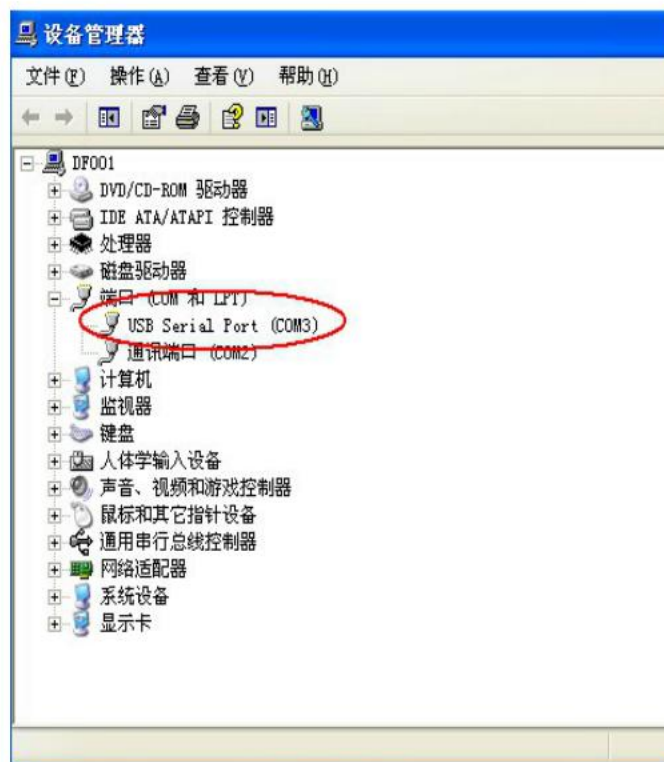 设备管理器
文件(F) 操作(A) 查看(V) 帮助(H)
DF001
DVD/CD-ROM 驱动器
IDE ATA/ATAPI 控制器
处理器
磁盘驱动器
端口 (COM 和 LPT)
USB Serial Port (COM3)
通讯端口 (COM2)
计算机
监视器
键盘
人体学输入设备
声音、视频和游戏控制器
鼠标和其它指针设备
通用串行总线控制器
网络适配器
系统设备
显示卡